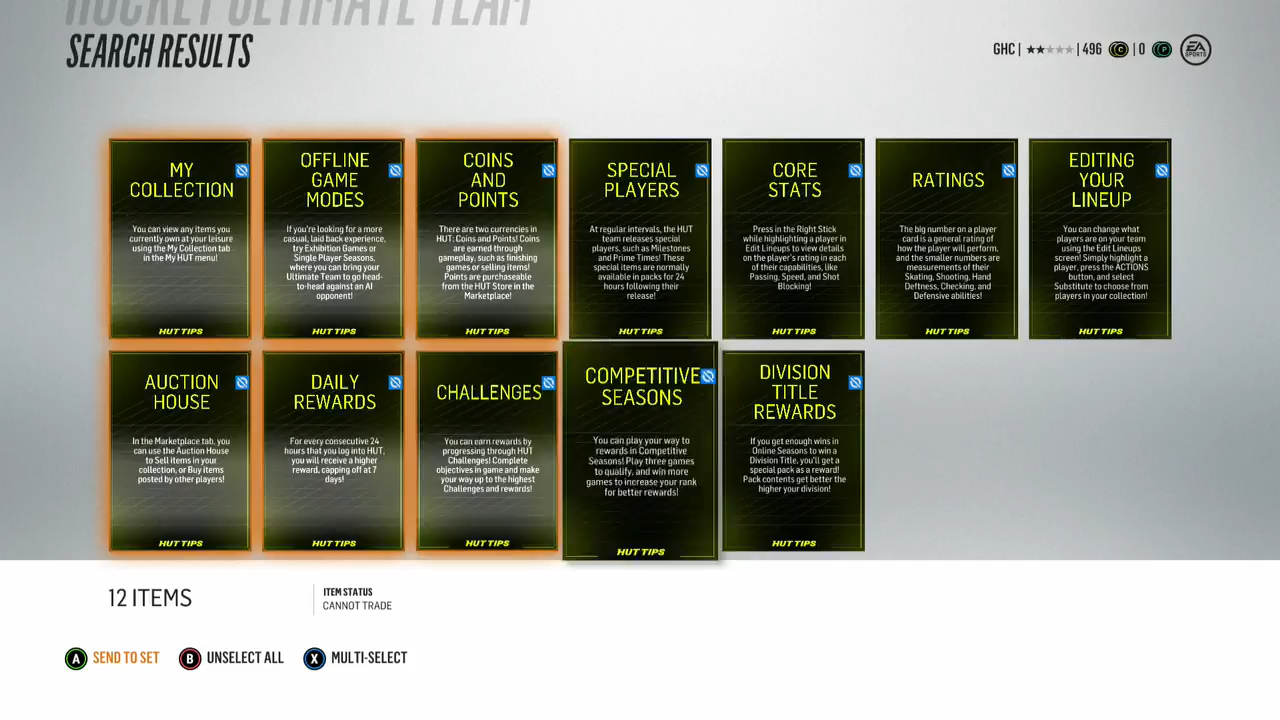 HOCKEY ULTIMATE TEAM
SEARCH RESULTS
GHC | ★★★★★ | 496 C | 0 P
EA
SPORTS
MY
COLLECTION
You can view any items you
currently own at your leisure
using the My Collection tab
in the My HUT menu!
HUT TIPS
OFFLINE
GAME
MODES
If you're looking for a more
casual, laid back experience,
try Exhibition Games or
Single Player Seasons,
where you can bring your
Ultimate Team to go head-
to-head against an AI
opponent!
HUT TIPS
COINS
AND
POINTS
There are two currencies in
HUT: Coins and Points! Coins
are earned through
gameplay, such as finishing
games or selling items!
Points are purchaseable
from the HUT Store in the
Marketplace!
HUT TIPS
SPECIAL
PLAYERS
At regular intervals, the HUT
team releases special
players, such as Milestones
and Prime Times! These
special items are normally
available in packs for 24
hours following their
release!
HUT TIPS
CORE
STATS
Press in the Right Stick
while highlighting a player in
Edit Lineups to view details
on the player's rating in each
of their capabilities, like
Passing, Speed, and Shot
Blocking!
HUT TIPS
RATINGS
The big number on a player
card is a general rating of
how the player will perform,
and the smaller numbers are
measurements of their
Skating, Shooting, Hand
Deftness, Checking, and
Defensive abilities!
HUT TIPS
EDITING
YOUR
LINEUP
You can change what
players are on your team
using the Edit Lineups
screen! Simply highlight a
player, press the ACTIONS
button, and select
Substitute to choose from
players in your collection!
HUT TIPS
AUCTION
HOUSE
In the Marketplace tab, you
can use the Auction House
to Sell items in your
collection, or Buy items
posted by other players!
HUT TIPS
DAILY
REWARDS
For every consecutive 24
hours that you log into HUT,
you will receive a higher
reward, capping off at 7
days!
HUT TIPS
CHALLENGES
You can earn rewards by
progressing through HUT
Challenges! Complete
objectives in game and make
your way up to the highest
Challenges and rewards!
HUT TIPS
COMPETITIVE
SEASONS
You can play your way to
rewards in Competitive
Seasons! Play three games
to qualify, and win more
games to increase your rank
for better rewards!
HUT TIPS
DIVISION
TITLE
REWARDS
If you get enough wins in
Online Seasons to win a
Division Title, you'll get a
special pack as a reward!
Pack contents get better the
higher your division!
HUT TIPS
12 ITEMS
ITEM STATUS
CANNOT TRADE
A SEND TO SET
B UNSELECT ALL
X MULTI-SELECT